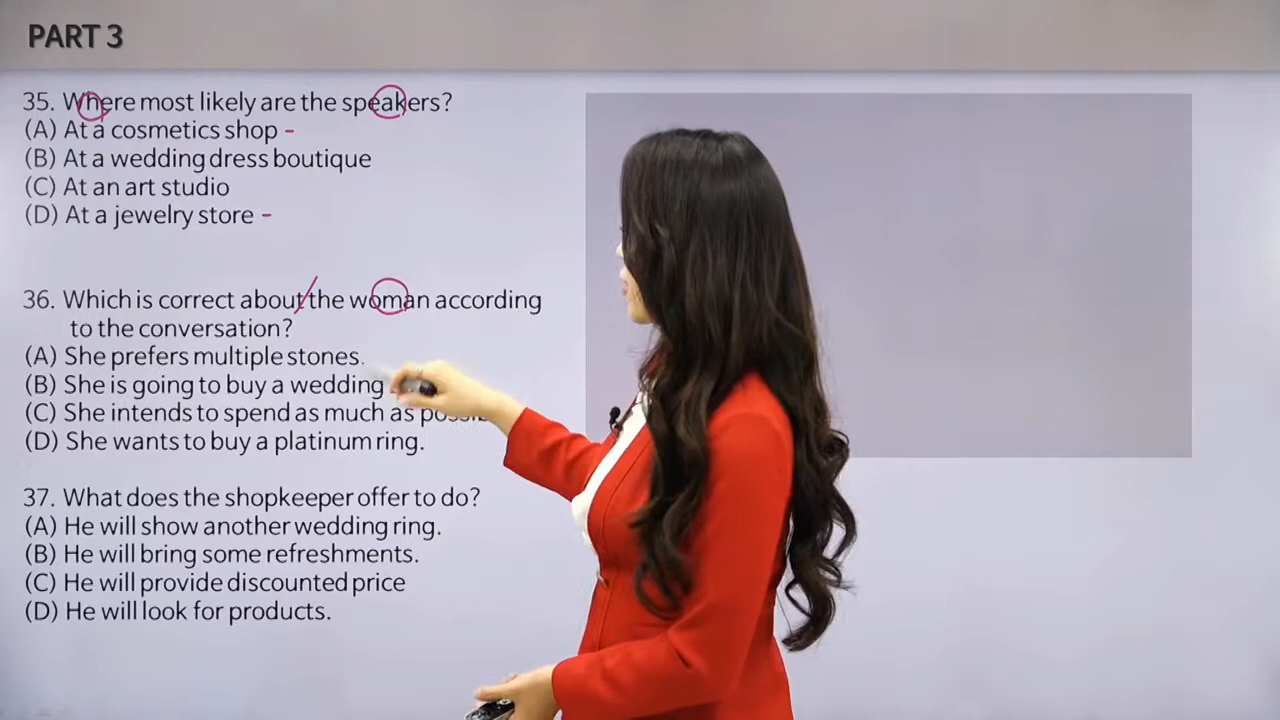 PART 3
35. Where most likely are the speakers?
(A) At a cosmetics shop
(B) At a wedding dress boutique
(C) At an art studio
(D) At a jewelry store
36. Which is correct about the woman according
to the conversation?
(A) She prefers multiple stones.
(B) She is going to buy a wedding
(C) She intends to spend as much as
(D) She wants to buy a platinum ring.
37. What does the shopkeeper offer to do?
(A) He will show another wedding ring.
(B) He will bring some refreshments.
(C) He will provide discounted price
(D) He will look for products.